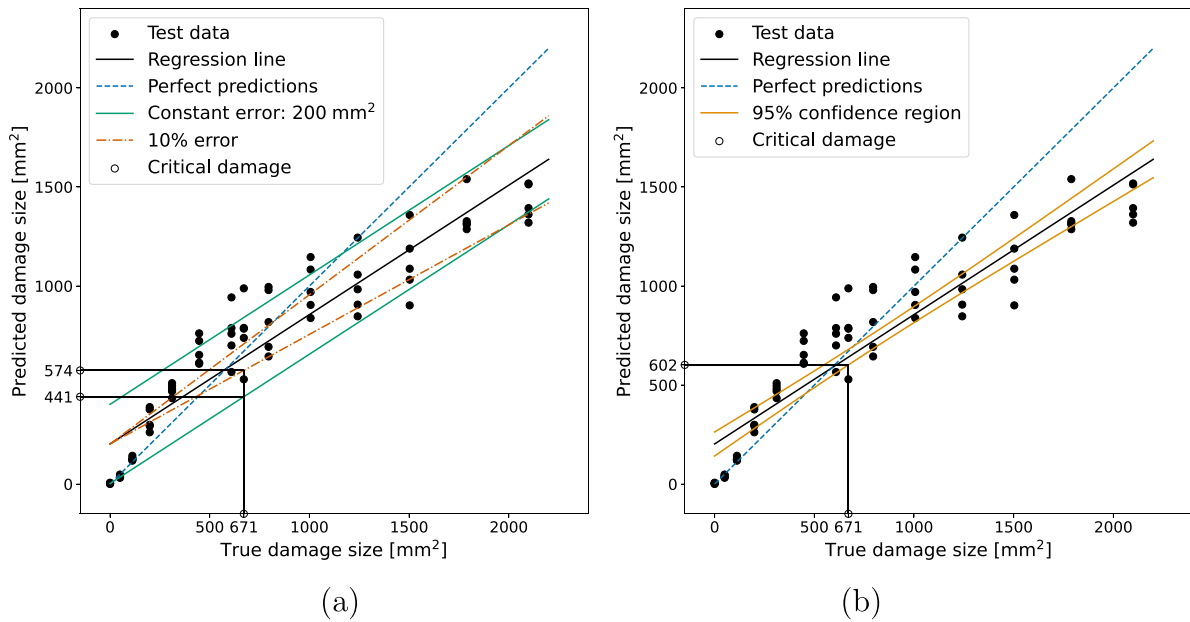 Test data
Regression line
Perfect predictions
Constant error: 200 mm²
10% error
Critical damage
Predicted damage size [mm²]
2000
1500
1000
574
441
0
0 500 671 1000 1500 2000
True damage size [mm²]
(a)
Test data
Regression line
Perfect predictions
95% confidence region
Critical damage
Predicted damage size [mm²]
2000
1500
1000
602
500
0
0 500 671 1000 1500 2000
True damage size [mm²]
(b)